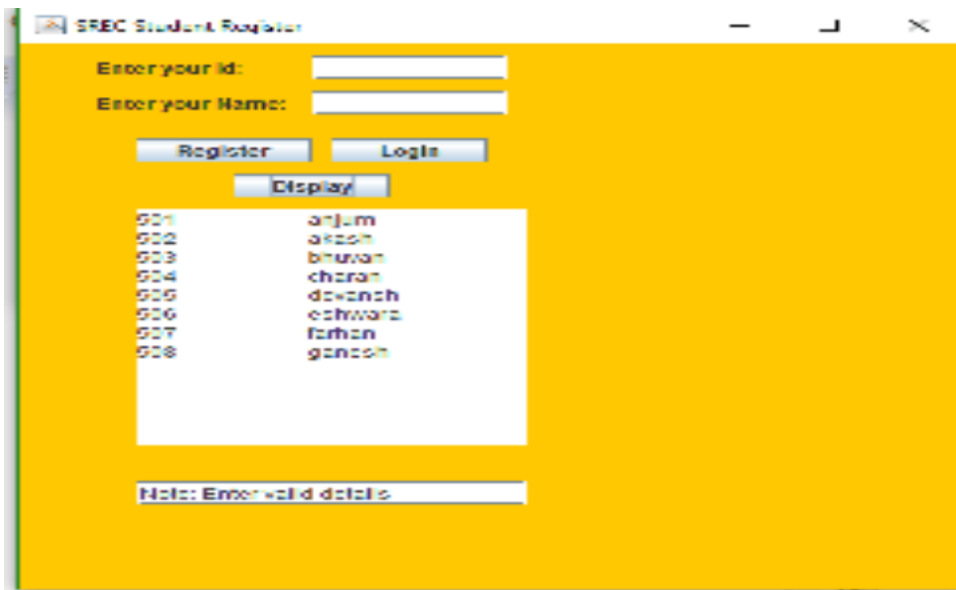 SREC Student Register
Enter your Id:
Enter your Name:
Register Login
Display
501 anjum
502 akash
503 bhuvan
504 charan
505 devansh
506 eshwara
507 farhan
508 ganesh
Note: Enter valid details